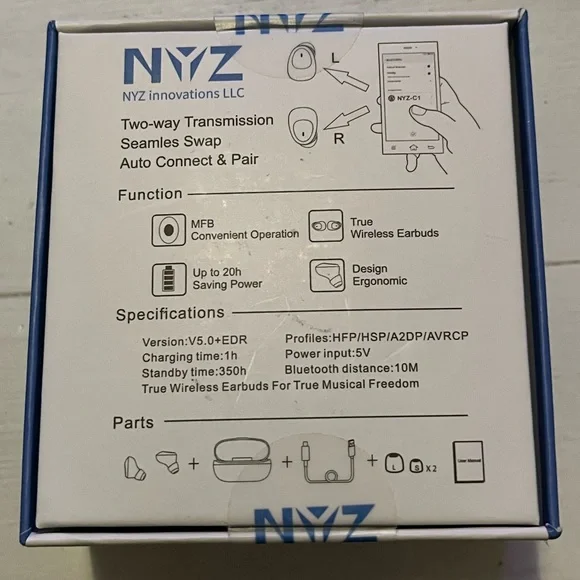 NYZ
NYZ
NYZ innovations LLC
L
R
NYZ-C1
Two-way Transmission
Seamles Swap
Auto Connect & Pair
Function
MFB
Convenient Operation
True
Wireless Earbuds
Up to 20h
Saving Power
Design
Ergonomic
Specifications
Version:V5.0+EDR
Profiles:HFP/HSP/A2DP/AVRCP
Charging time:1h
Power input:5V
Standby time:350h
Bluetooth distance:10M
True Wireless Earbuds For True Musical Freedom
Parts
+ + + L S X2
User Manual
NYZ